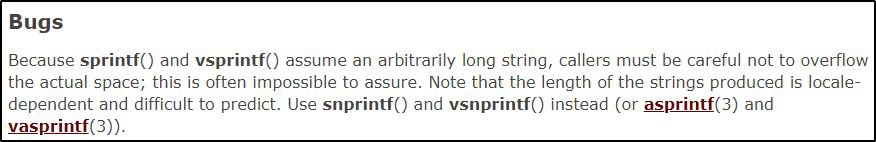 Bugs
Because sprintf() and vsprintf() assume an arbitrarily long string, callers must be careful not to overflow
the actual space; this is often impossible to assure. Note that the length of the strings produced is locale-
dependent and difficult to predict. Use snprintf() and vsnprintf() instead (or asprintf(3) and
vasprintf(3)).